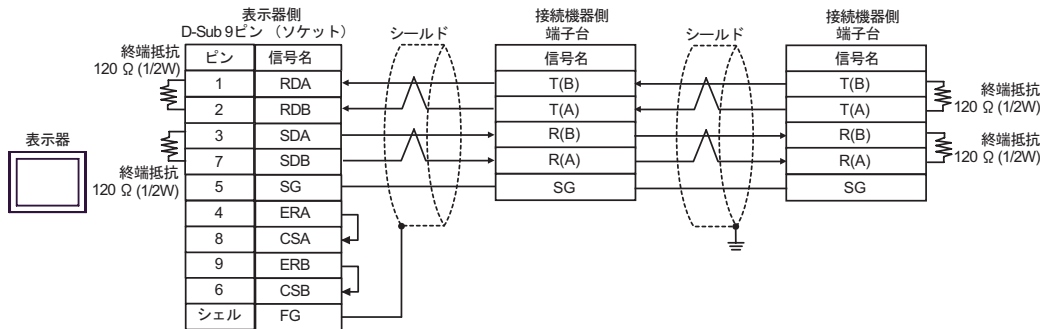 表示器側
D-Sub 9ピン （ソケット）
シールド
接続機器側
端子台
シールド
接続機器側
端子台
終端抵抗
120 Ω (1/2W)
ピン 信号名
1 RDA
2 RDB
3 SDA
7 SDB
5 SG
4 ERA
8 CSA
9 ERB
6 CSB
シェル FG
表示器
終端抵抗
120 Ω (1/2W)
信号名
T(B)
T(A)
R(B)
R(A)
SG
信号名
T(B)
T(A)
R(B)
R(A)
SG
終端抵抗
120 Ω (1/2W)
終端抵抗
120 Ω (1/2W)